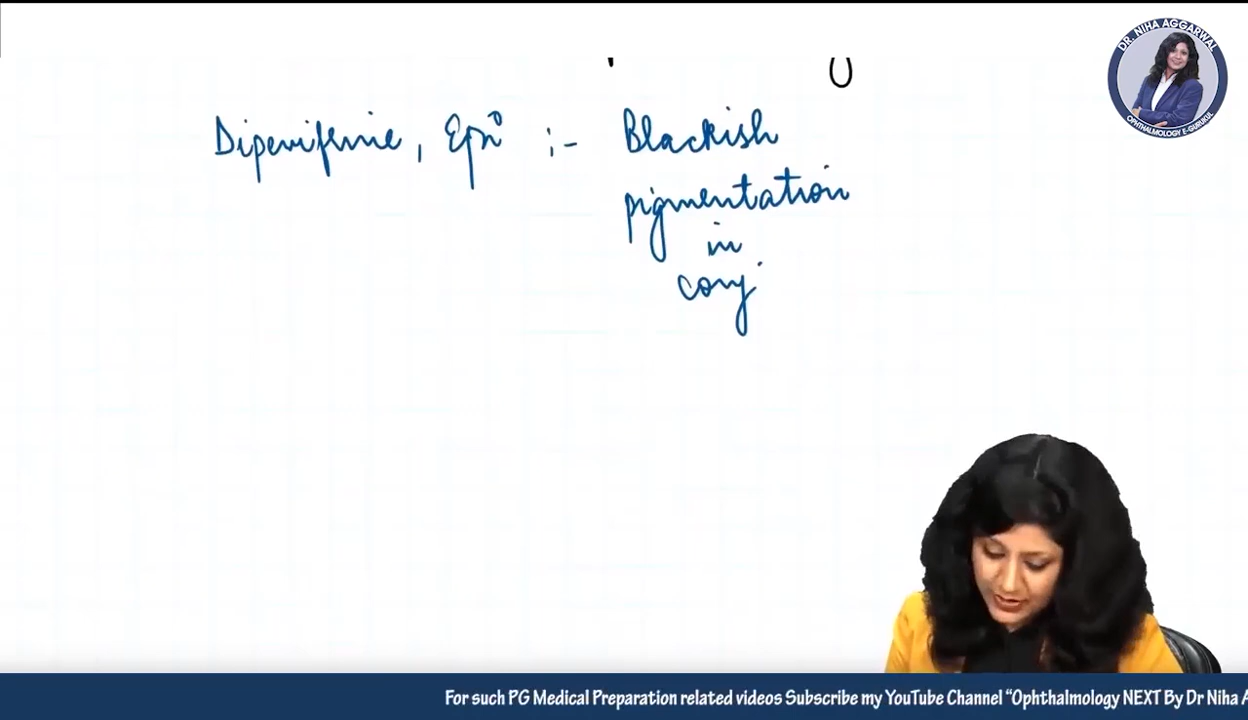 DR. NIHA AGGARWAL
OPHTHALMOLOGY E-GURUKUL
Dipevifrine, Epi :- Blackish
pigmentation
in
conj
For such PG Medical Preparation related videos Subscribe my YouTube Channel "Ophthalmology NEXT By Dr Niha A